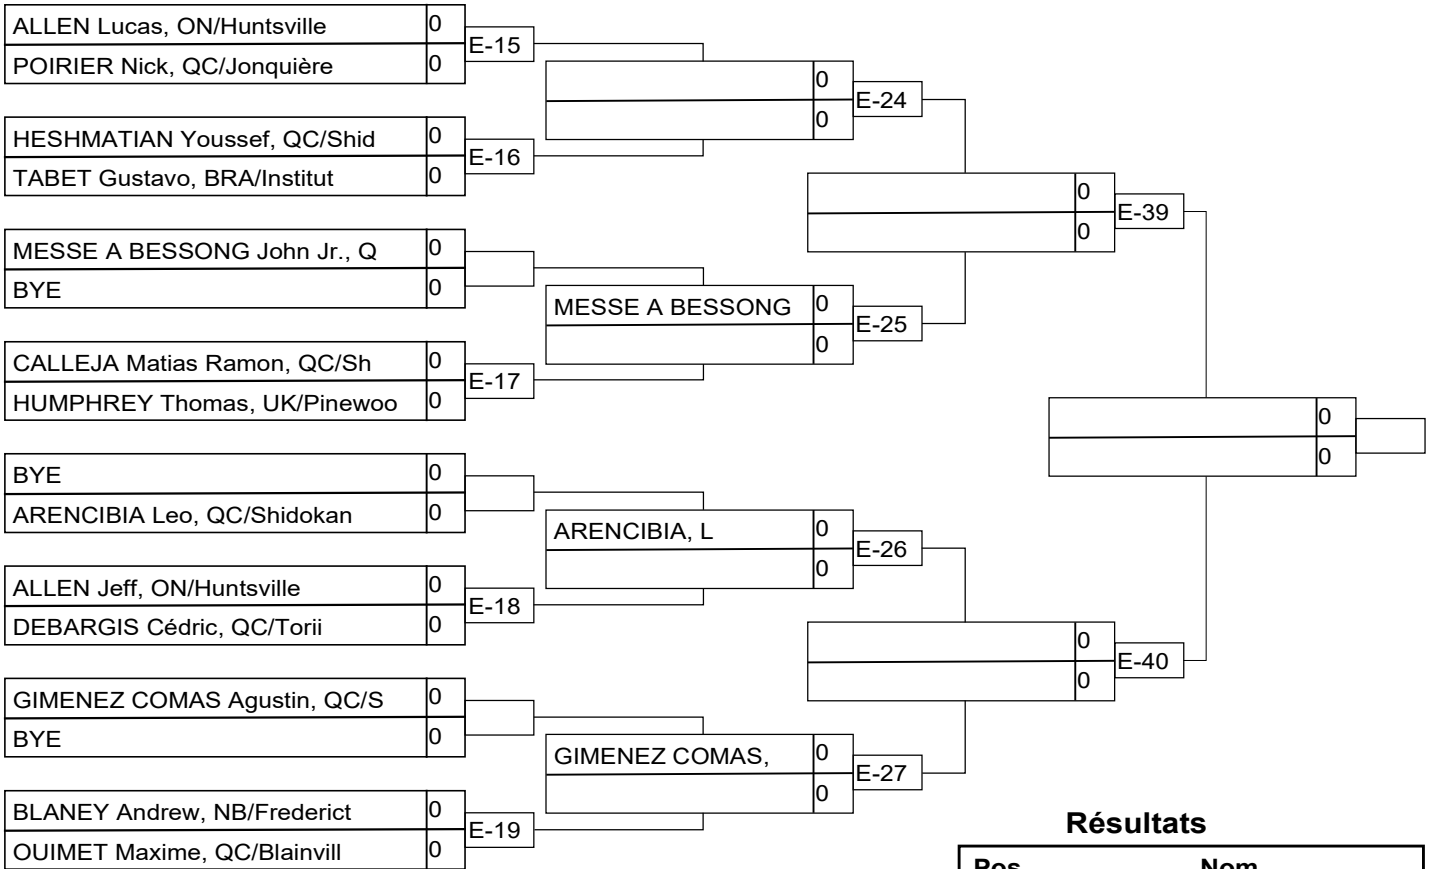 ALLEN Lucas, ON/Huntsville 0
POIRIER Nick, QC/Jonquière 0
E-15
HESHMATIAN Youssef, QC/Shid 0
TABET Gustavo, BRA/Institut 0
E-16
MESSE A BESSONG John Jr., Q 0
BYE 0
CALLEJA Matias Ramon, QC/Sh 0
HUMPHREY Thomas, UK/Pinewoo 0
E-17
BYE 0
ARENCIBIA Leo, QC/Shidokan 0
ALLEN Jeff, ON/Huntsville 0
DEBARGIS Cédric, QC/Torii 0
E-18
GIMENEZ COMAS Agustin, QC/S 0
BYE 0
BLANEY Andrew, NB/Frederict 0
OUIMET Maxime, QC/Blainvill 0
E-19
0
0
E-24
MESSE A BESSONG 0
0
E-25
ARENCIBIA, L 0
0
E-26
GIMENEZ COMAS, 0
0
E-27
0
0
E-39
0
0
E-40
0
0
Résultats
Pos Nom